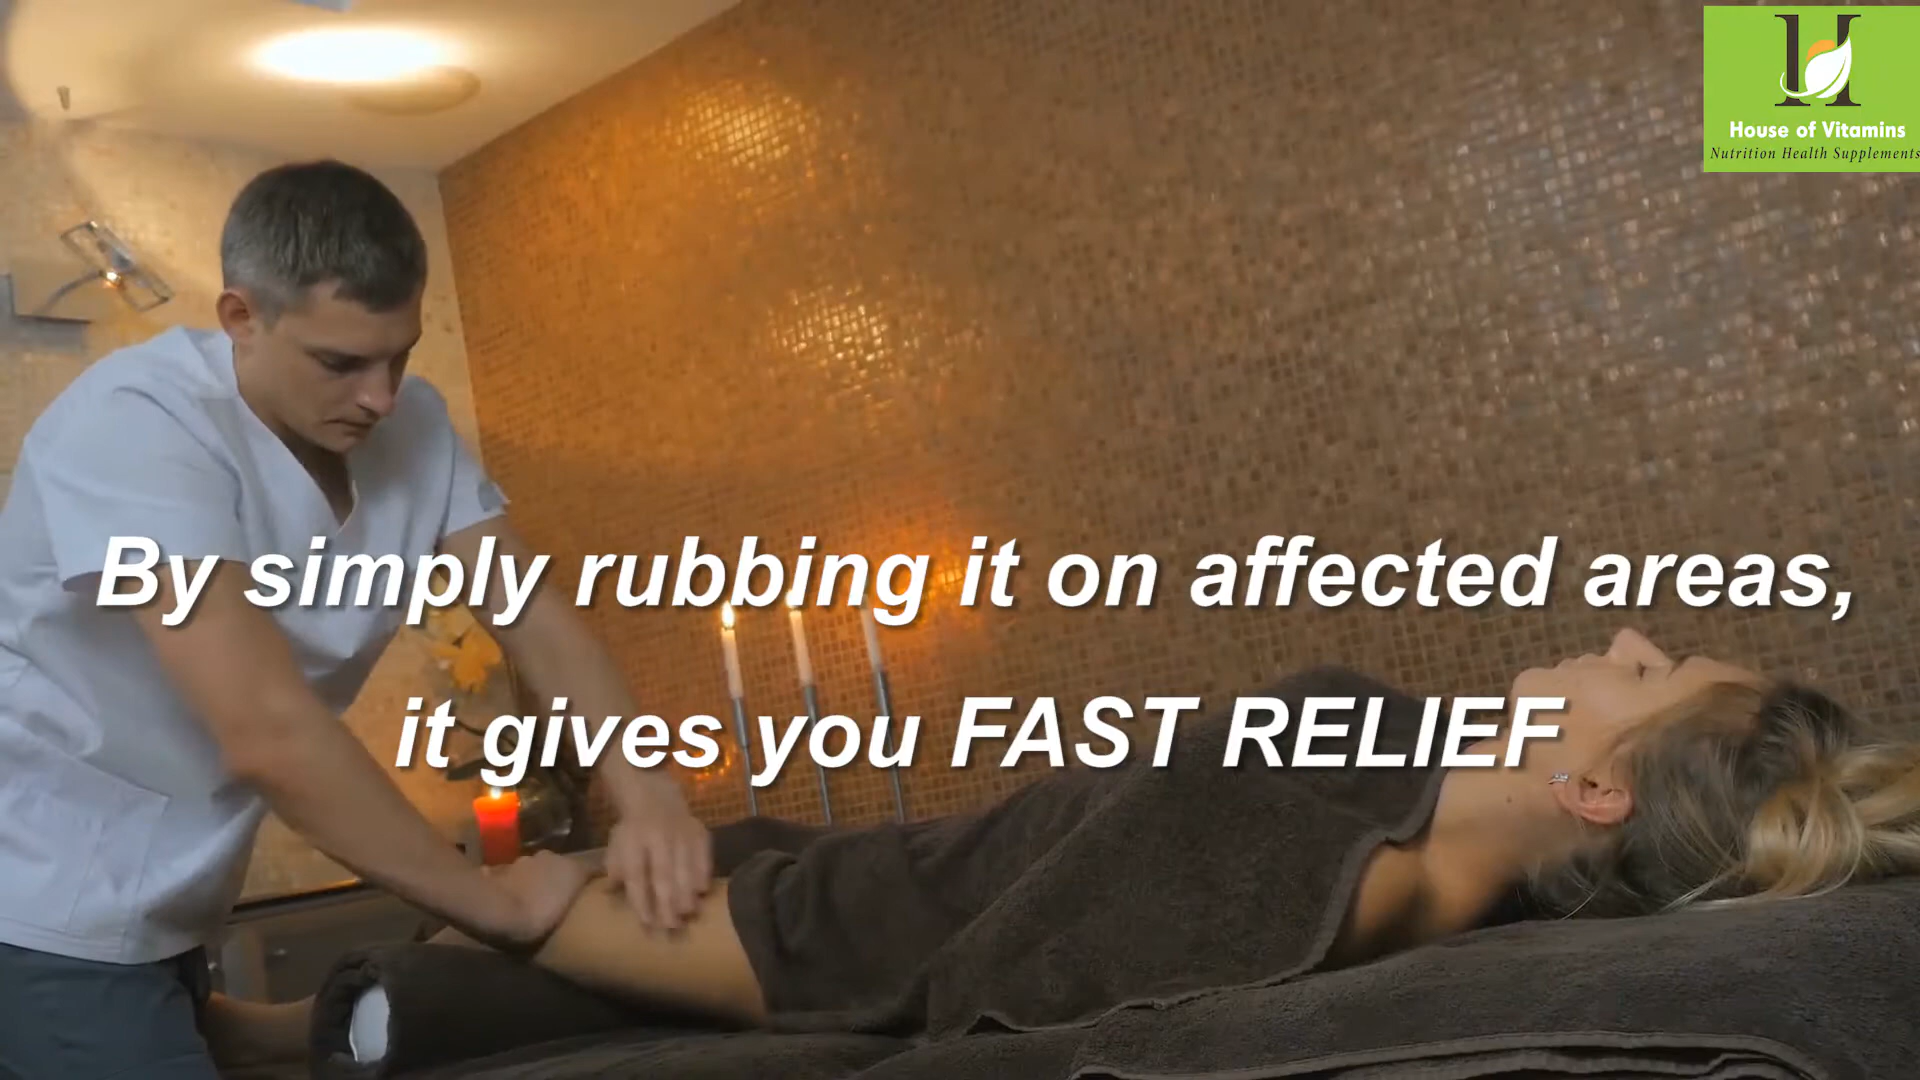 House of Vitamins
Nutrition Health Supplements
By simply rubbing it on affected areas,
it gives you FAST RELIEF